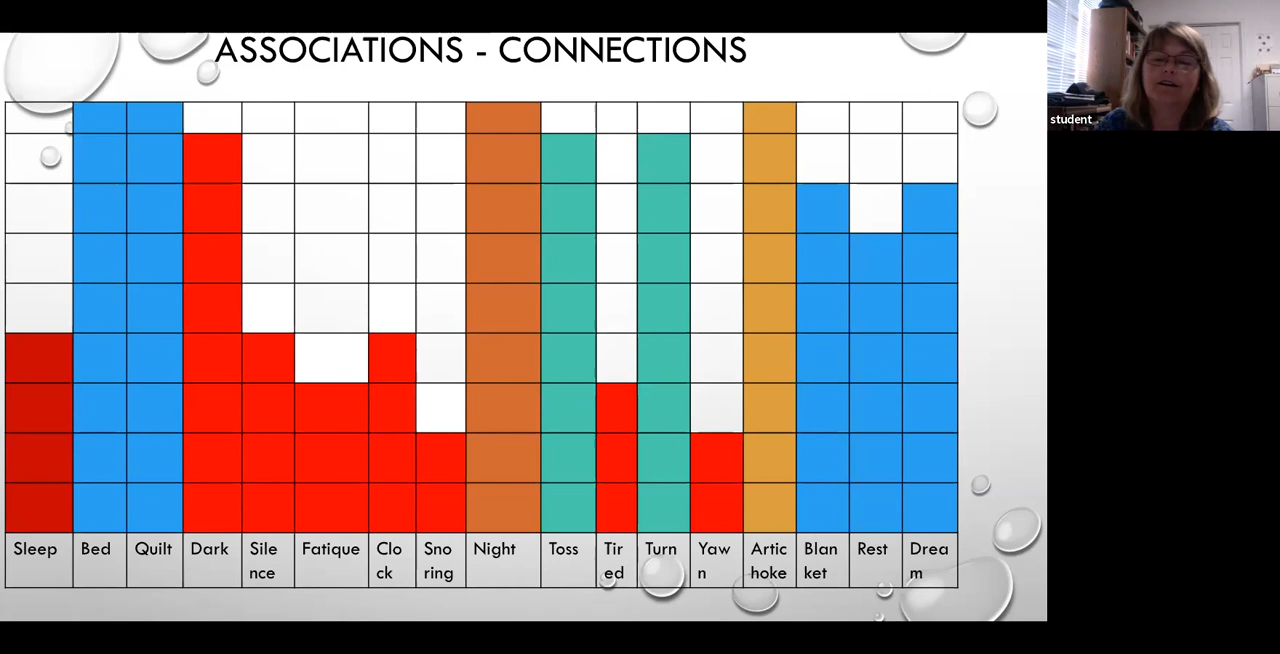 ASSOCIATIONS - CONNECTIONS
student
Sleep Bed Quilt Dark Sile Fatique Clo Sno Night Toss Tir Turn Yaw Artic Blan Rest Drea
nce ck ring ed n hoke ket m